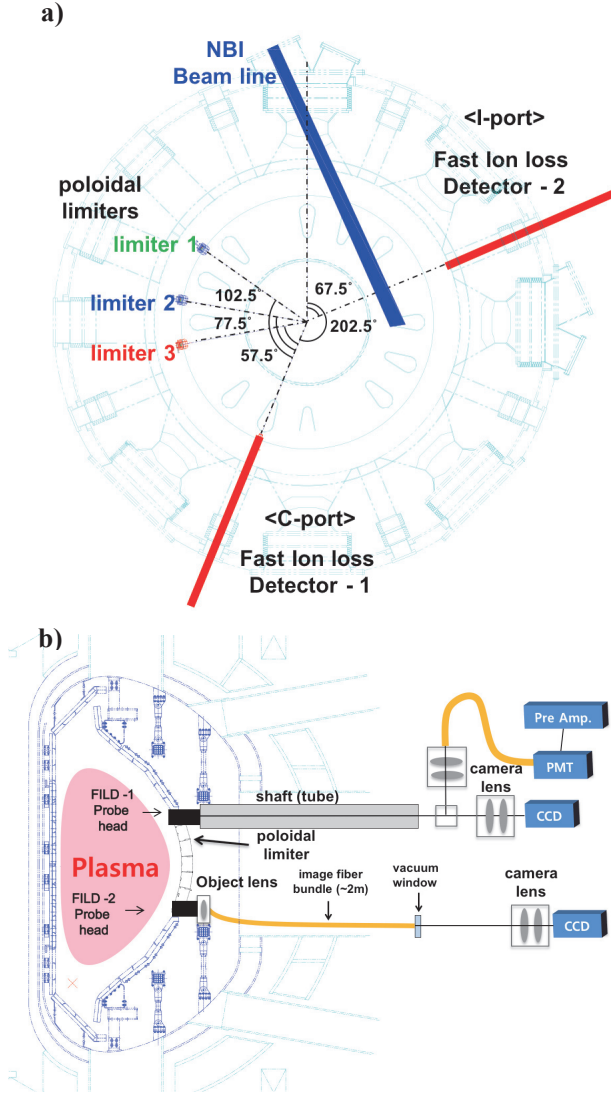 a)
NBI
Beam line
<I-port>
Fast Ion loss
Detector - 2
poloidal
limiters
limiter 1
limiter 2
limiter 3
102.5°
77.5°
57.5°
67.5°
202.5°
<C-port>
Fast Ion loss
Detector - 1
b)
Pre Amp.
PMT
camera
lens
CCD
shaft (tube)
FILD -1
Probe
head
poloidal
limiter
Plasma
Object lens
image fiber
bundle (~2m)
vacuum
window
camera
lens
CCD
FILD -2
Probe
head